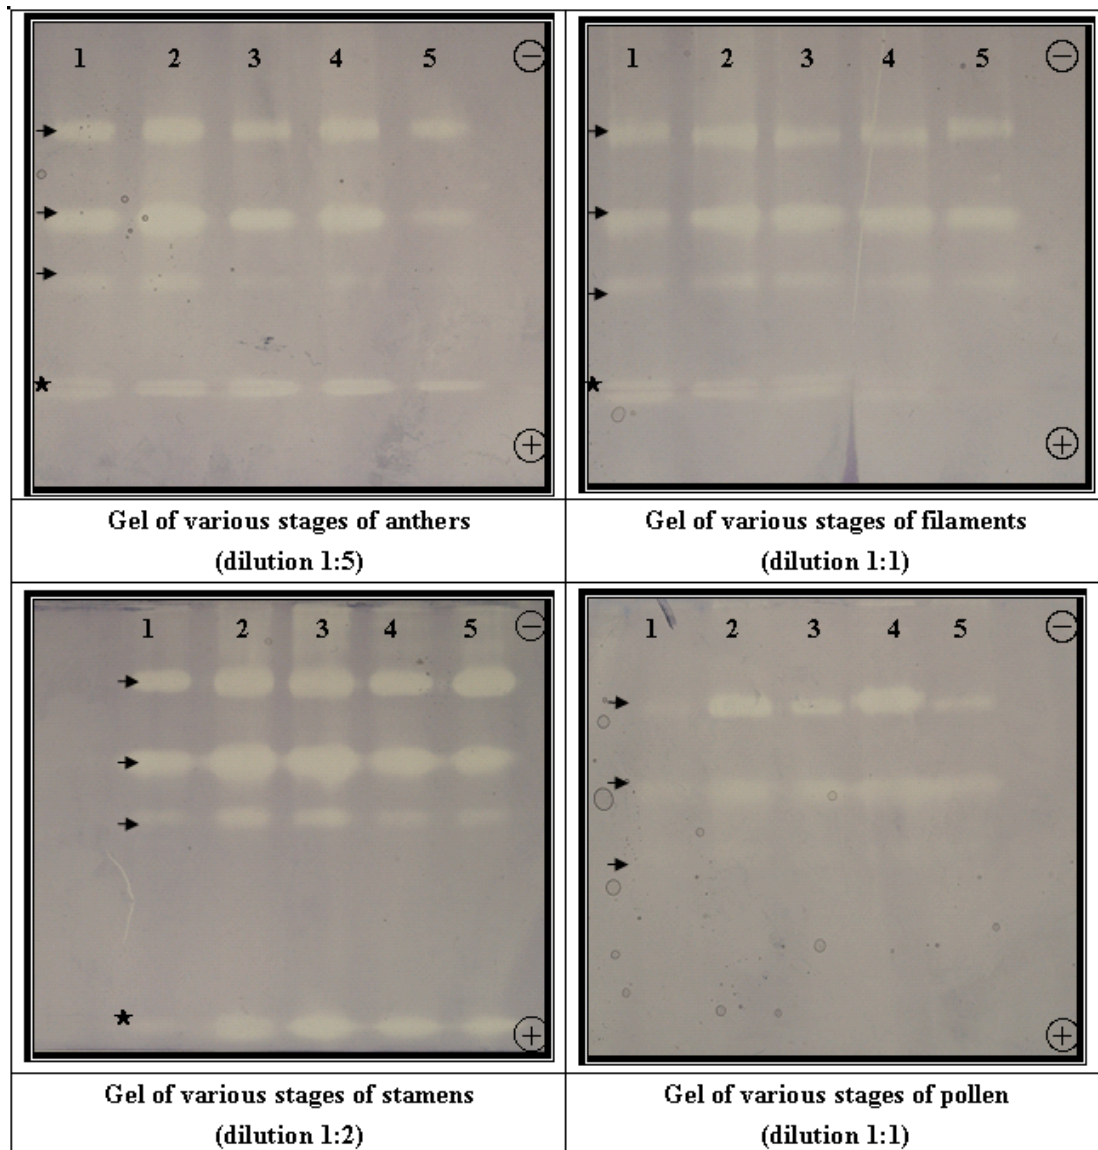 1 2 3 4 5 −
+
1 2 3 4 5 −
+
Gel of various stages of anthers
(dilution 1:5)
Gel of various stages of filaments
(dilution 1:1)
1 2 3 4 5 −
+
1 2 3 4 5 −
+
Gel of various stages of stamens
(dilution 1:2)
Gel of various stages of pollen
(dilution 1:1)